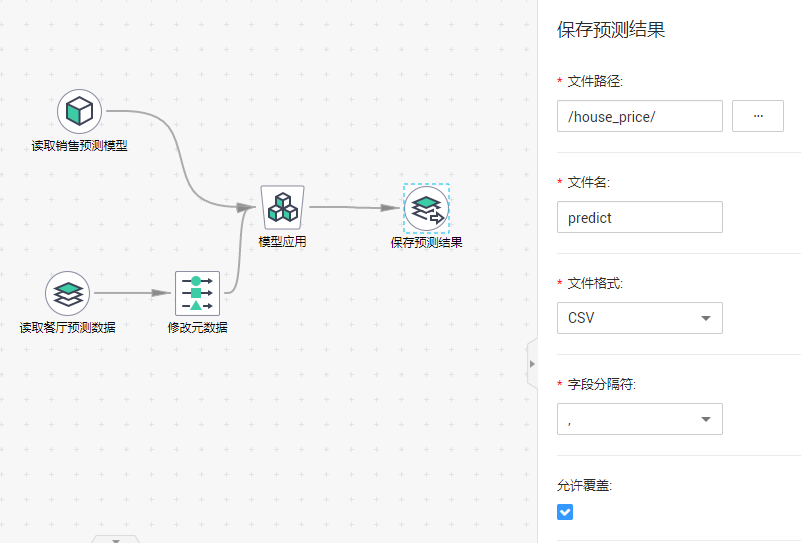 读取销售预测模型
模型应用
保存预测结果
读取餐厅预测数据
修改元数据
保存预测结果
* 文件路径:
/house_price/
...
* 文件名:
predict
* 文件格式:
CSV
* 字段分隔符:
,
允许覆盖: